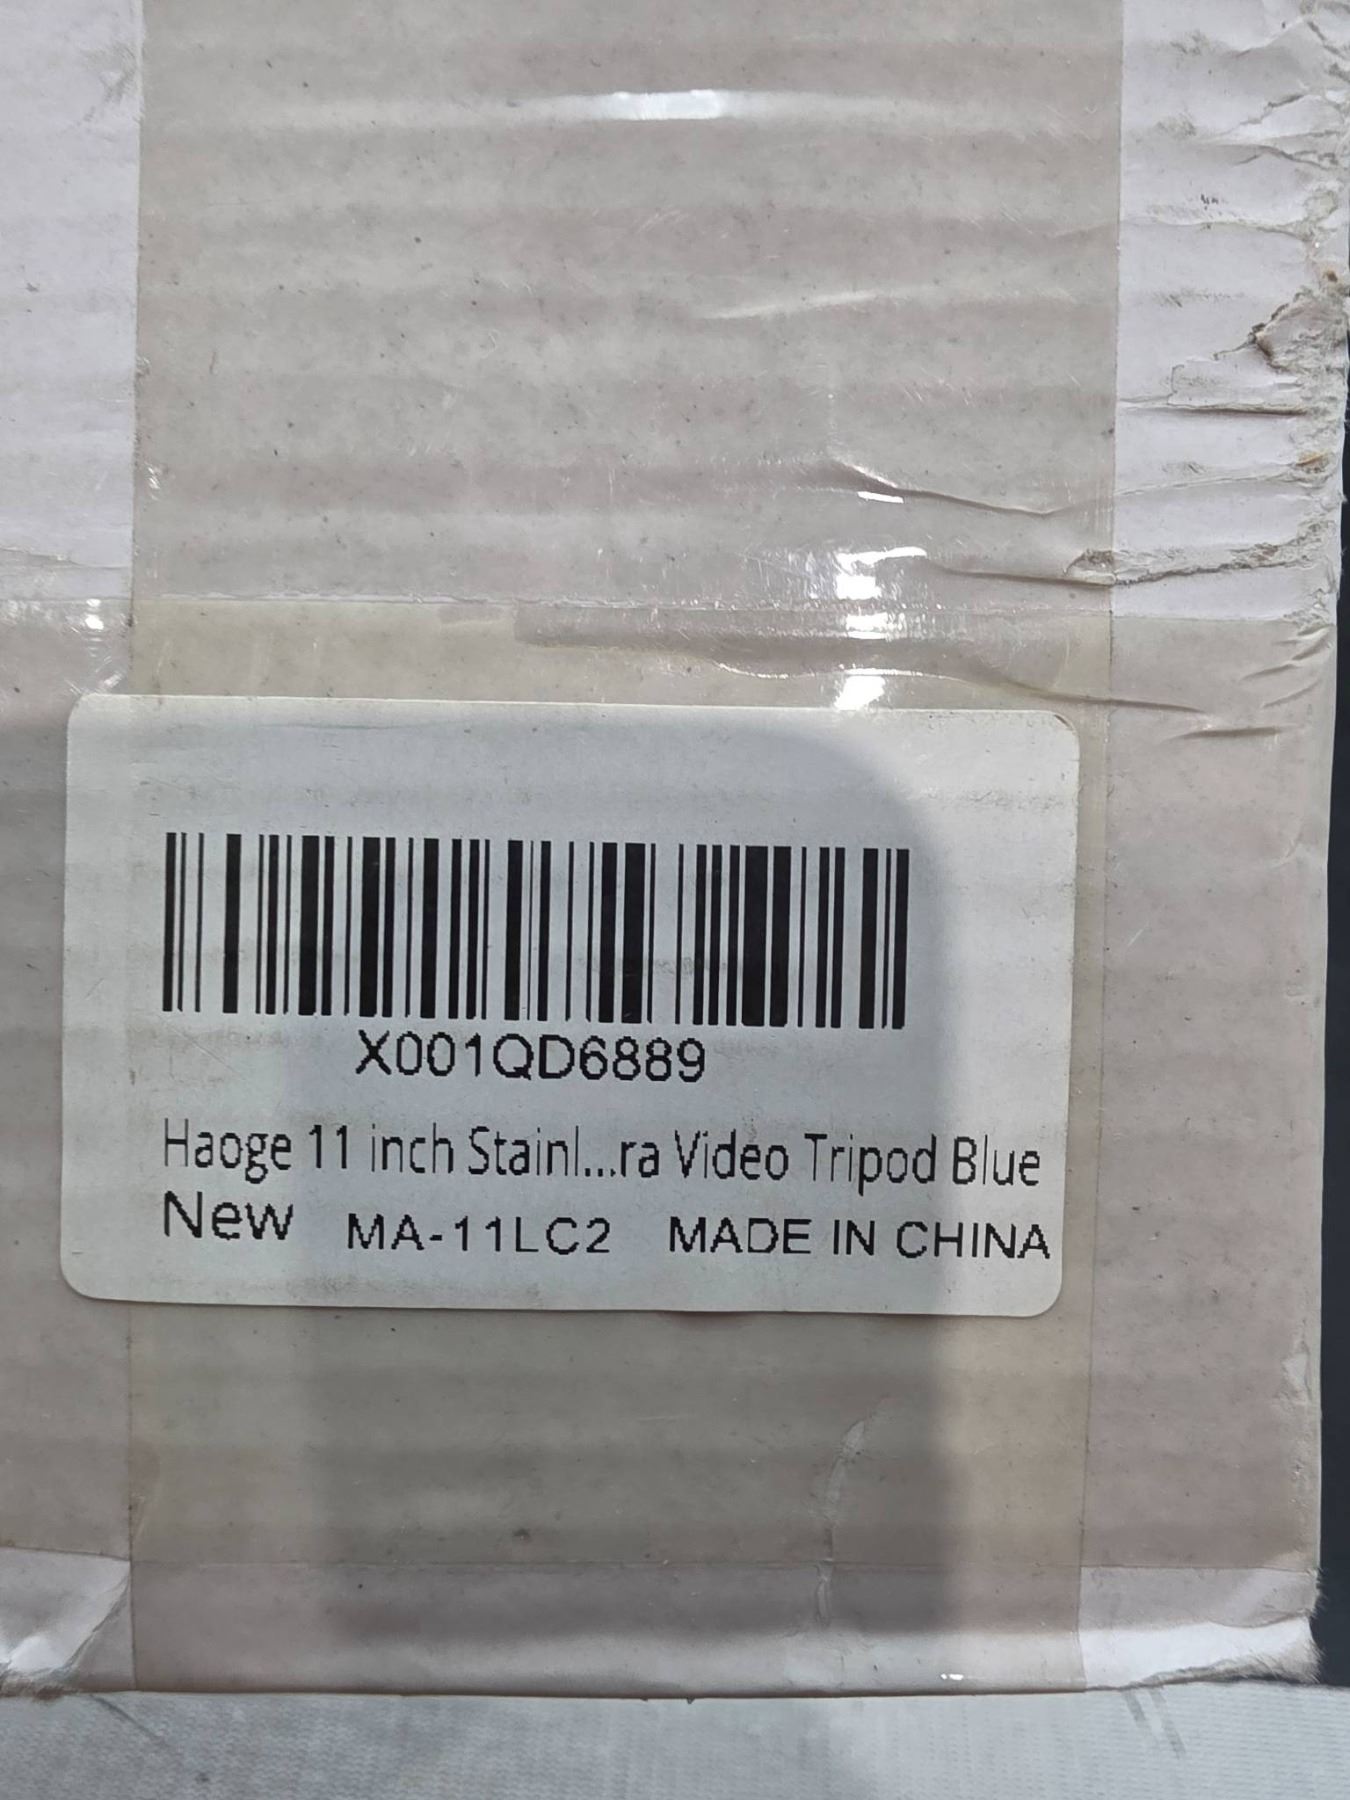 X001QD6889
Haoge 11 inch Stainl...ra Video Tripod Blue
New MA-11LC2 MADE IN CHINA